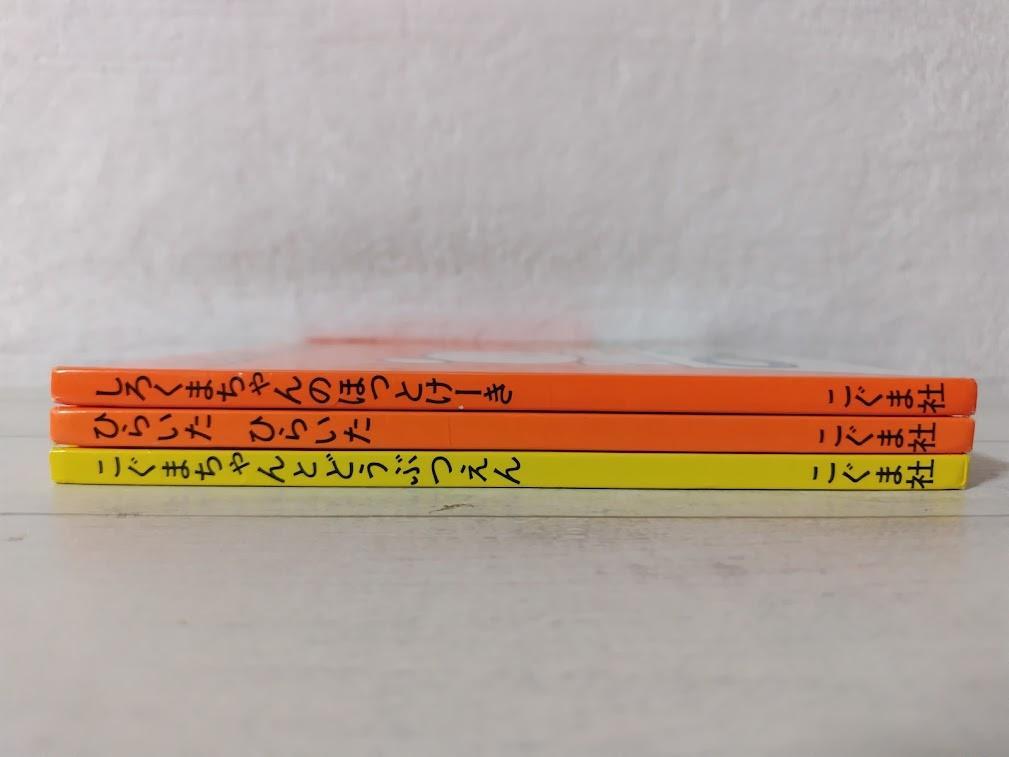 しろくまちゃんのほっとけーき こぐま社
ひらいた ひらいた こぐま社
こぐまちゃんとどうぶつえん こぐま社